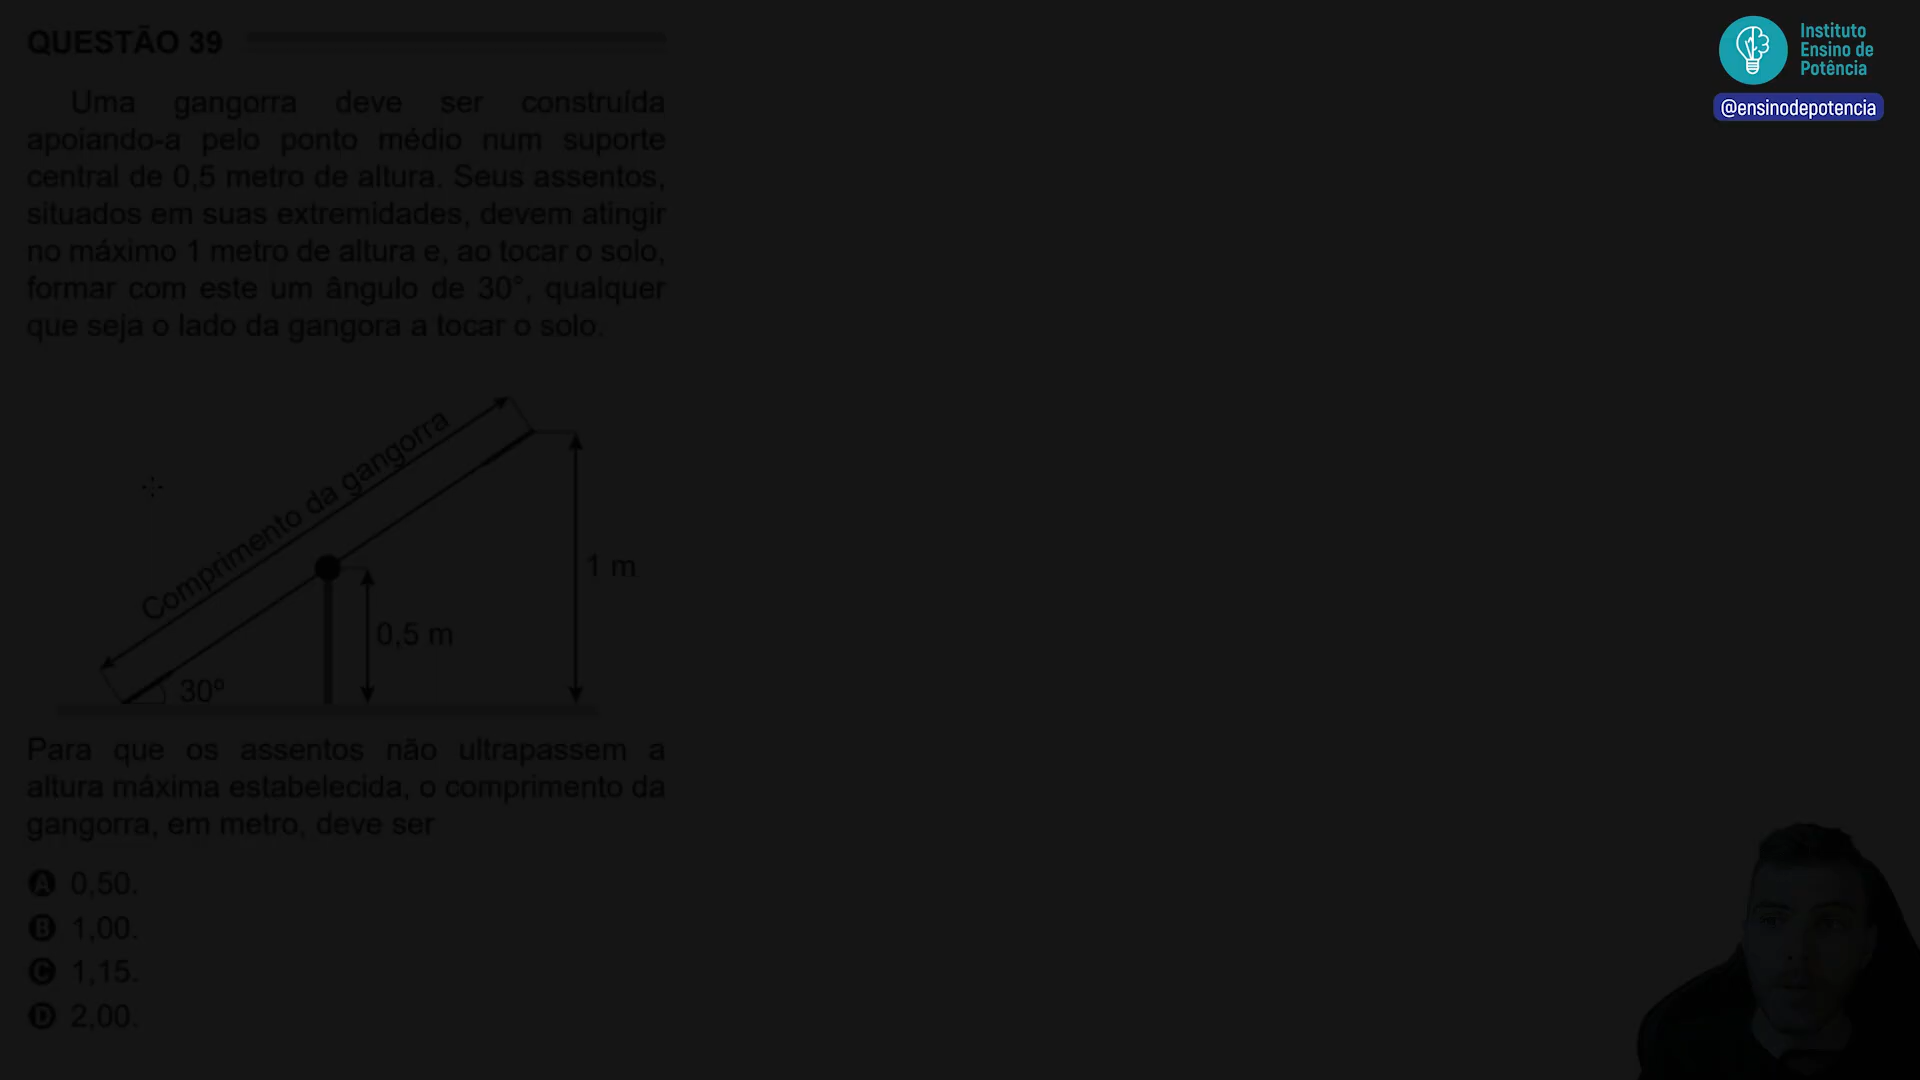 QUESTÃO 39
Uma gangorra deve ser construída
apoiando-a pelo ponto médio num suporte
central de 0,5 metro de altura. Seus assentos,
situados em suas extremidades, devem atingir
no máximo 1 metro de altura e, ao tocar o solo,
formar com este um ângulo de 30°, qualquer
que seja o lado da gangora a tocar o solo.
Comprimento da gangorra
1 m
0,5 m
30º
Para que os assentos não ultrapassem a
altura máxima estabelecida, o comprimento da
gangorra, em metro, deve ser
A 0,50.
B 1,00.
C 1,15.
D 2,00.
Instituto
Ensino de
Potência
@ensinodepotencia